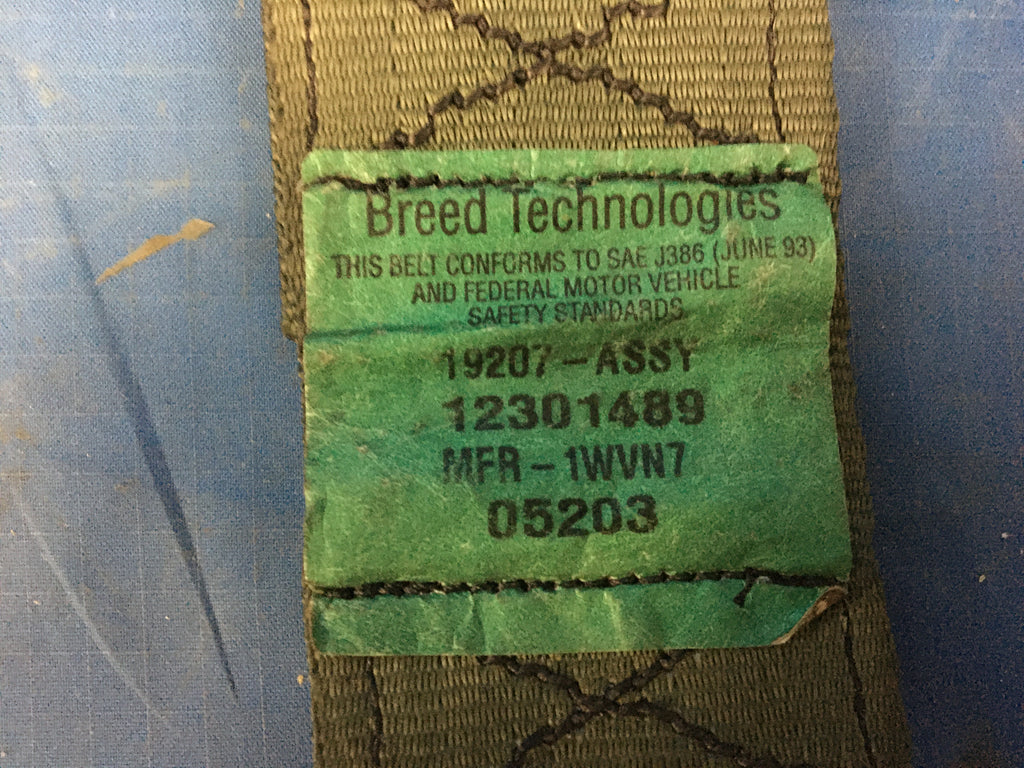 Breed Technologies
THIS BELT CONFORMS TO SAE J386 (JUNE 93)
AND FEDERAL MOTOR VEHICLE
SAFETY STANDARDS
19207-ASSY
12301489
MFR-1WVN7
05203